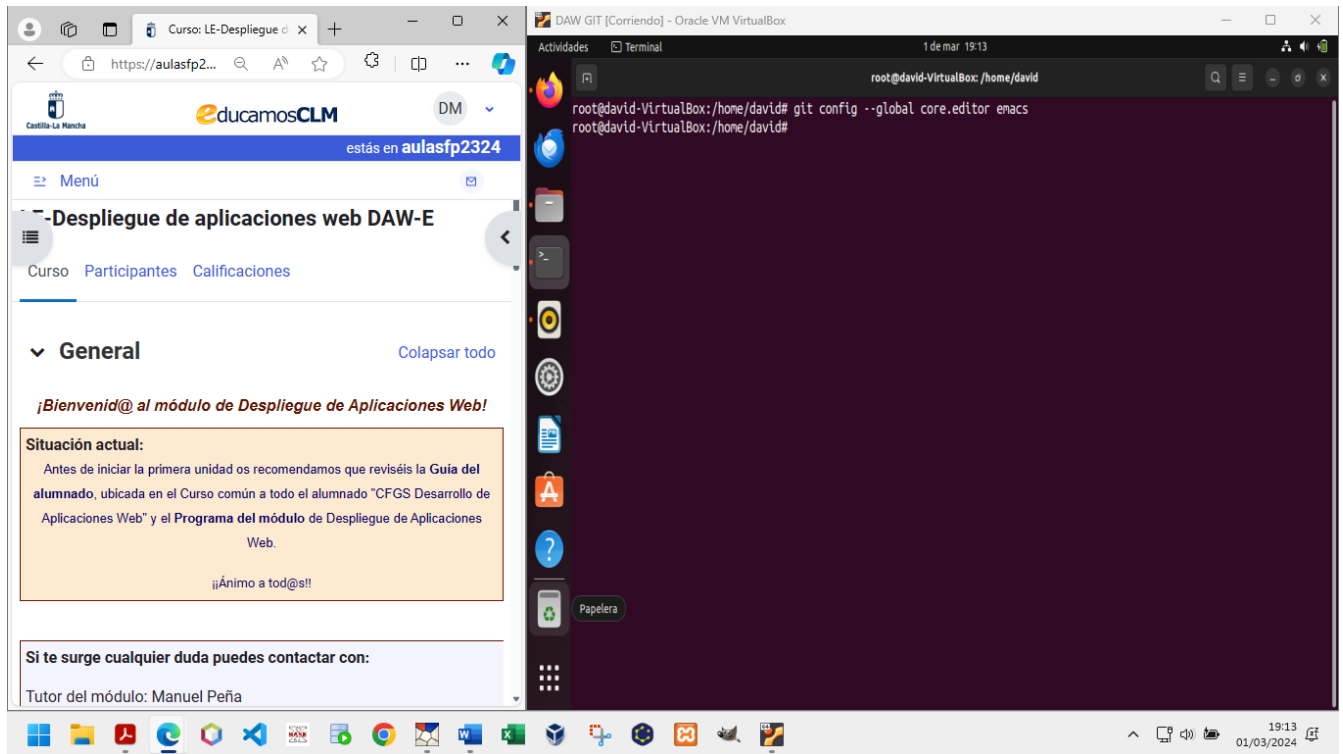 Curso: LE-Despliegue d
https://aulasfp2...
Castilla-La Mancha
educamosCLM
DM
estás en aulasfp2324
Menú
LE-Despliegue de aplicaciones web DAW-E
Curso Participantes Calificaciones
General
Colapsar todo
¡Bienvenid@ al módulo de Despliegue de Aplicaciones Web!
Situación actual:
Antes de iniciar la primera unidad os recomendamos que reviséis la Guía del
alumnado, ubicada en el Curso común a todo el alumnado "CFGS Desarrollo de
Aplicaciones Web" y el Programa del módulo de Despliegue de Aplicaciones
Web.
¡¡Ánimo a tod@s!!
Si te surge cualquier duda puedes contactar con:
Tutor del módulo: Manuel Peña
DAW GIT [Corriendo] - Oracle VM VirtualBox
Actividades
Terminal
1 de mar 19:13
root@david-VirtualBox: /home/david
root@david-VirtualBox:/home/david# git config --global core.editor emacs
root@david-VirtualBox:/home/david#
Papelera
19:13
01/03/2024